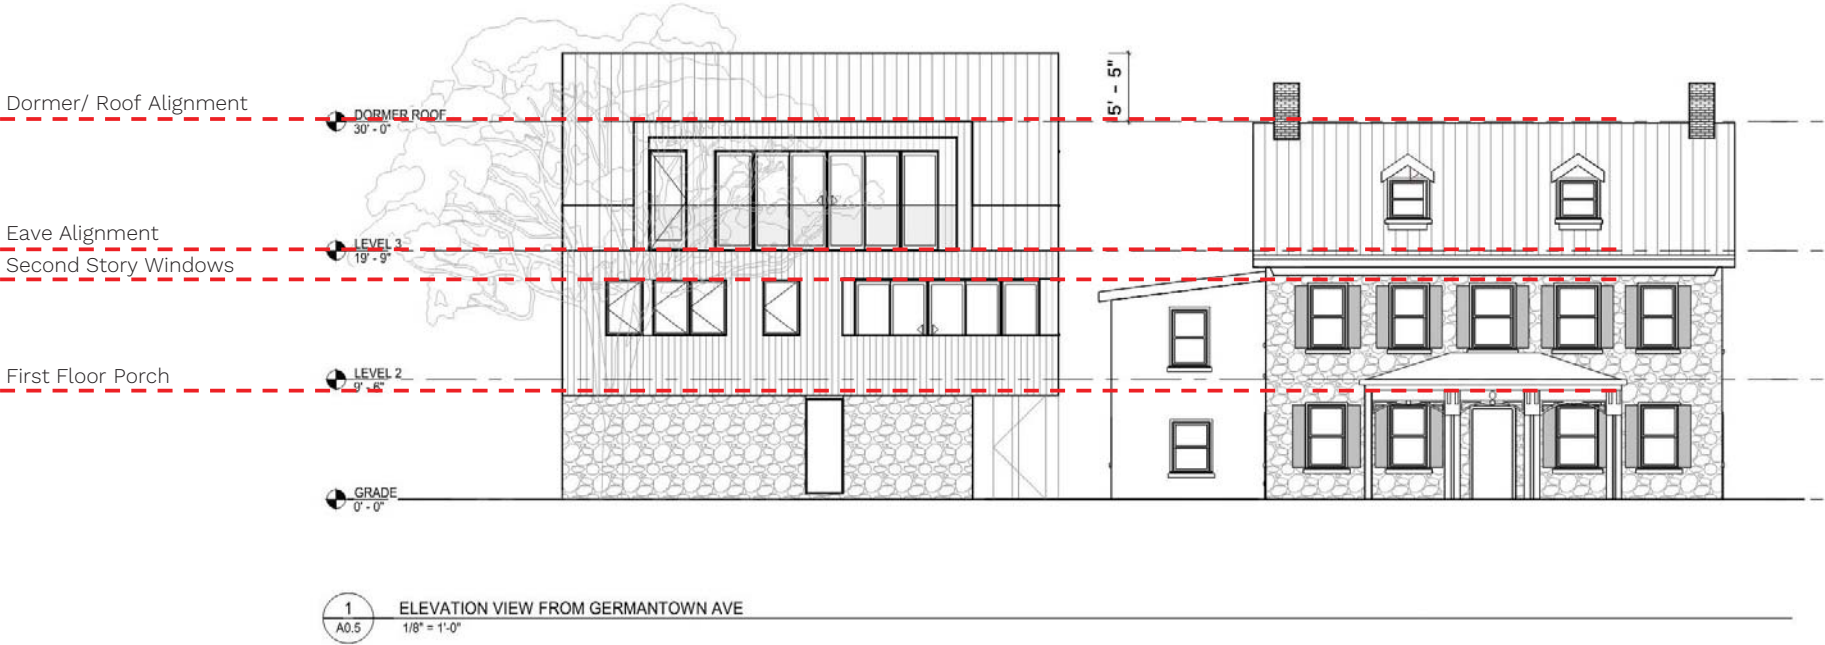 Dormer/ Roof Alignment
DORMER ROOF
30' - 0"
5' - 5"
Eave Alignment
LEVEL 3
19' - 9"
Second Story Windows
First Floor Porch
LEVEL 2
9' - 6"
GRADE
0' - 0"
1
A0.5
ELEVATION VIEW FROM GERMANTOWN AVE
1/8" = 1'-0"